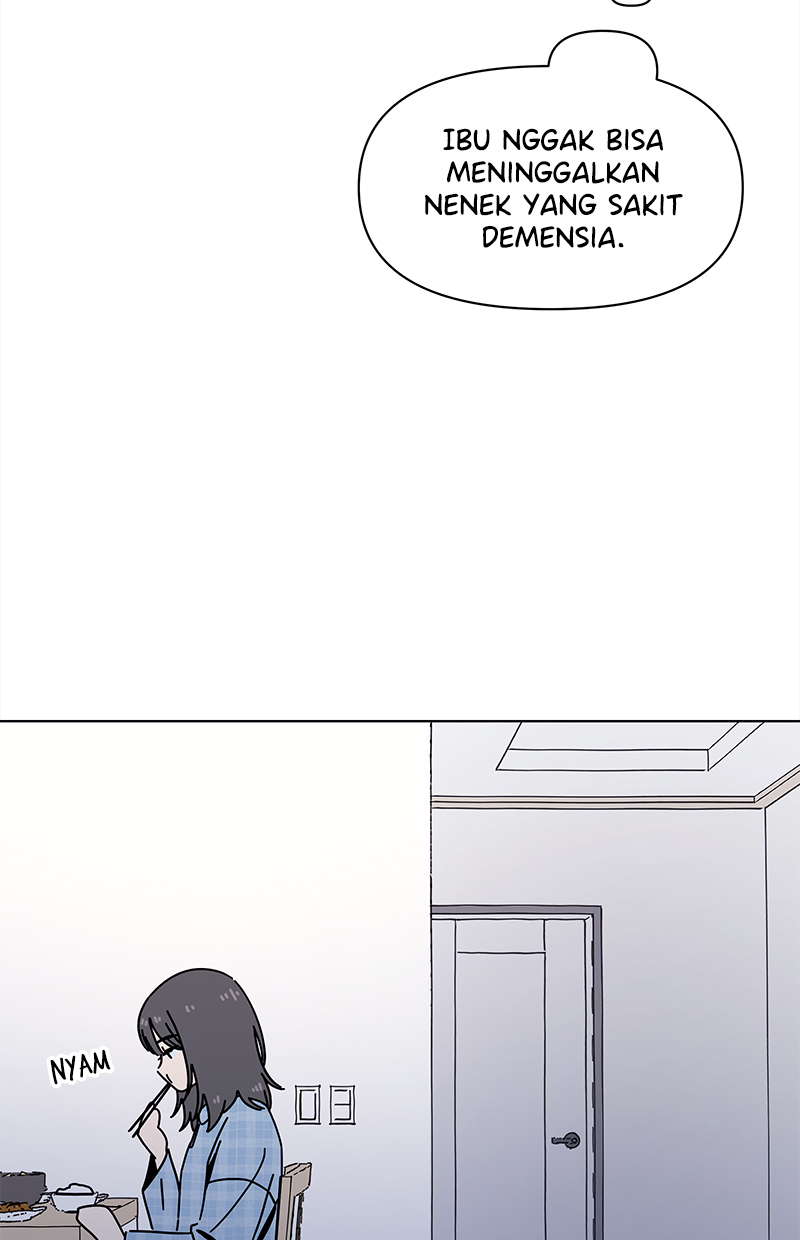 IBU NGGAK BISA
MENINGGALKAN
NENEK YANG SAKIT
DEMENSIA.
NYAM